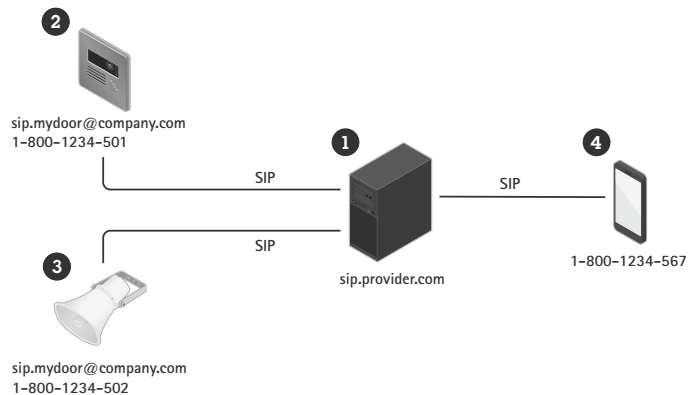 2
sip.mydoor@company.com
1-800-1234-501
SIP
1
sip.provider.com
SIP
4
1-800-1234-567
SIP
3
sip.mydoor@company.com
1-800-1234-502